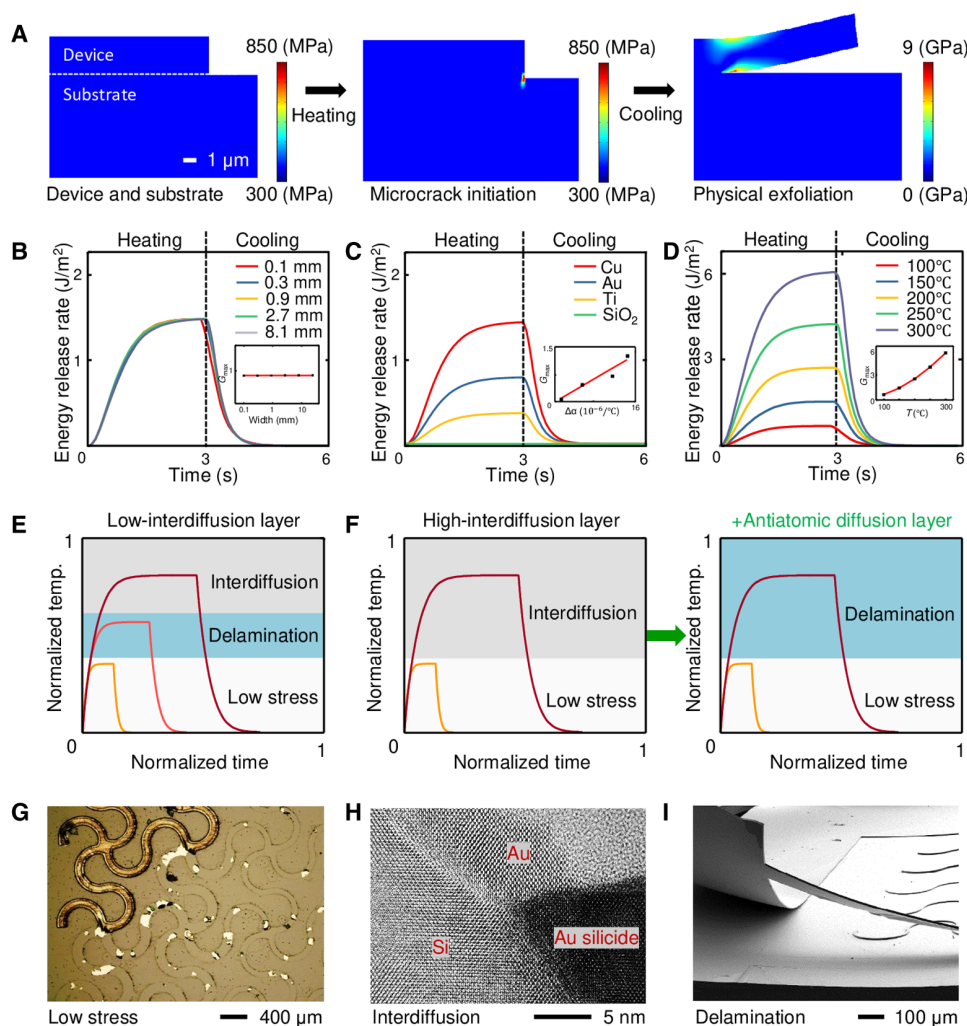 A
850 (MPa)
850 (MPa)
9 (GPa)
Device
Substrate
Heating
Cooling
1 μm
300 (MPa)
300 (MPa)
0 (GPa)
Device and substrate
Microcrack initiation
Physical exfoliation
B
Heating
Cooling
Energy release rate (J/m²)
2
1
0
0.1 mm
0.3 mm
0.9 mm
2.7 mm
8.1 mm
Gmax
1
0.1
1
10
Width (mm)
0
3
6
Time (s)
C
Heating
Cooling
Energy release rate (J/m²)
2
1
0
Cu
Au
Ti
SiO₂
Gmax
1.5
0
16
Δα (10⁻⁶/°C)
0
3
6
Time (s)
D
Heating
Cooling
Energy release rate (J/m²)
6
3
0
100°C
150°C
200°C
250°C
300°C
Gmax
6
3
0
100
300
T (°C)
0
3
6
Time (s)
E
Low-interdiffusion layer
1
Normalized temp.
Interdiffusion
Delamination
Low stress
0
1
Normalized time
F
High-interdiffusion layer
1
Normalized temp.
Interdiffusion
Low stress
0
1
Normalized time
+Antiatomic diffusion layer
1
Normalized temp.
Delamination
Low stress
0
1
Normalized time
G
H
Au
Si
Au silicide
I
Low stress
400 μm
Interdiffusion
5 nm
Delamination
100 μm